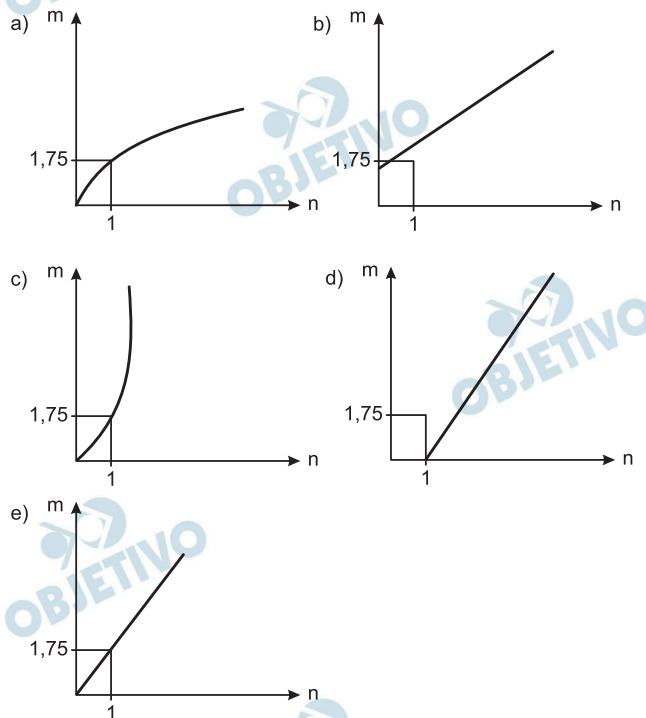 a) m
1,75
1
n
b) m
1,75
1
n
c) m
1,75
1
n
d) m
1,75
1
n
e) m
1,75
1
n
OBJETIVO
OBJETIVO
OBJETIVO